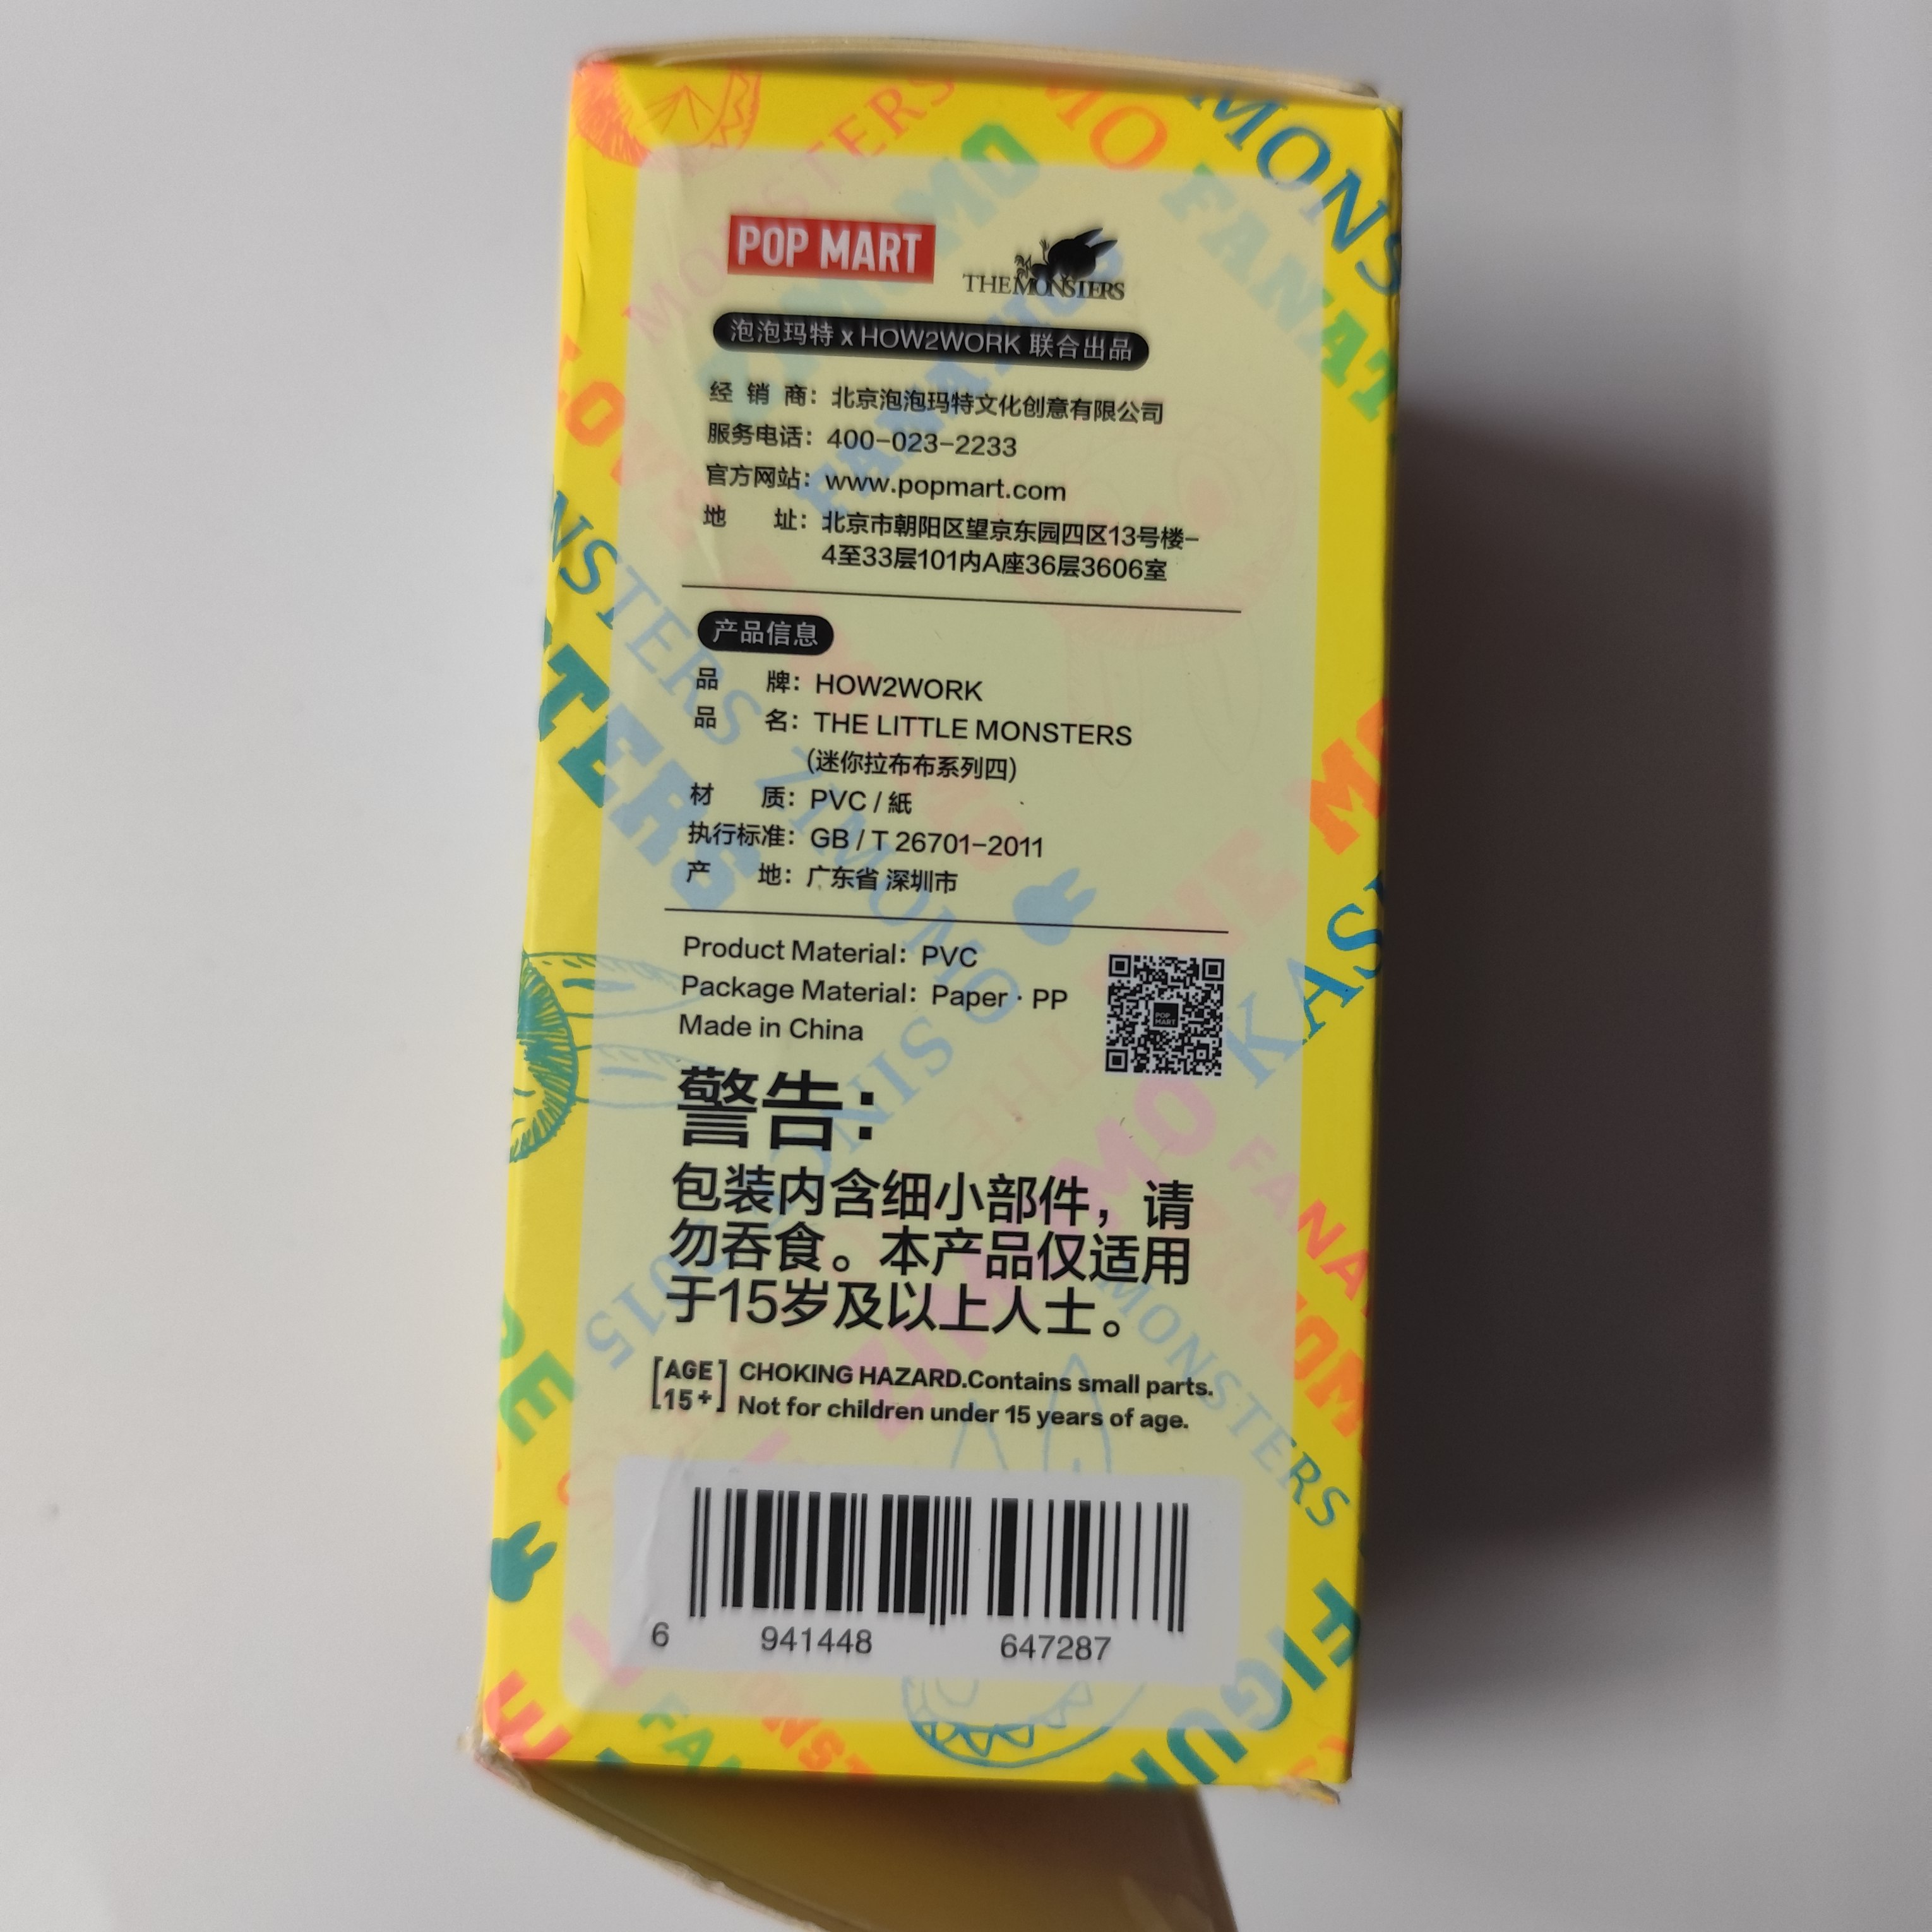 POP MART
THE MONSTERS
泡泡玛特 x HOW2WORK 联合出品
经 销 商：北京泡泡玛特文化创意有限公司
服务电话：400-023-2233
官方网站：www.popmart.com
地 址：北京市朝阳区望京东园四区13号楼-
4至33层101内A座36层3606室
产品信息
品 牌：HOW2WORK
品 名：THE LITTLE MONSTERS
(迷你拉布布系列四)
材 质：PVC / 紙
执行标准：GB / T 26701-2011
产 地：广东省 深圳市
Product Material：PVC
Package Material：Paper · PP
Made in China
POP MART
警告：
包装内含细小部件，请
勿吞食。本产品仅适用
于15岁及以上人士。
[AGE 15+]
CHOKING HAZARD.Contains small parts.
Not for children under 15 years of age.
6 941448 647287